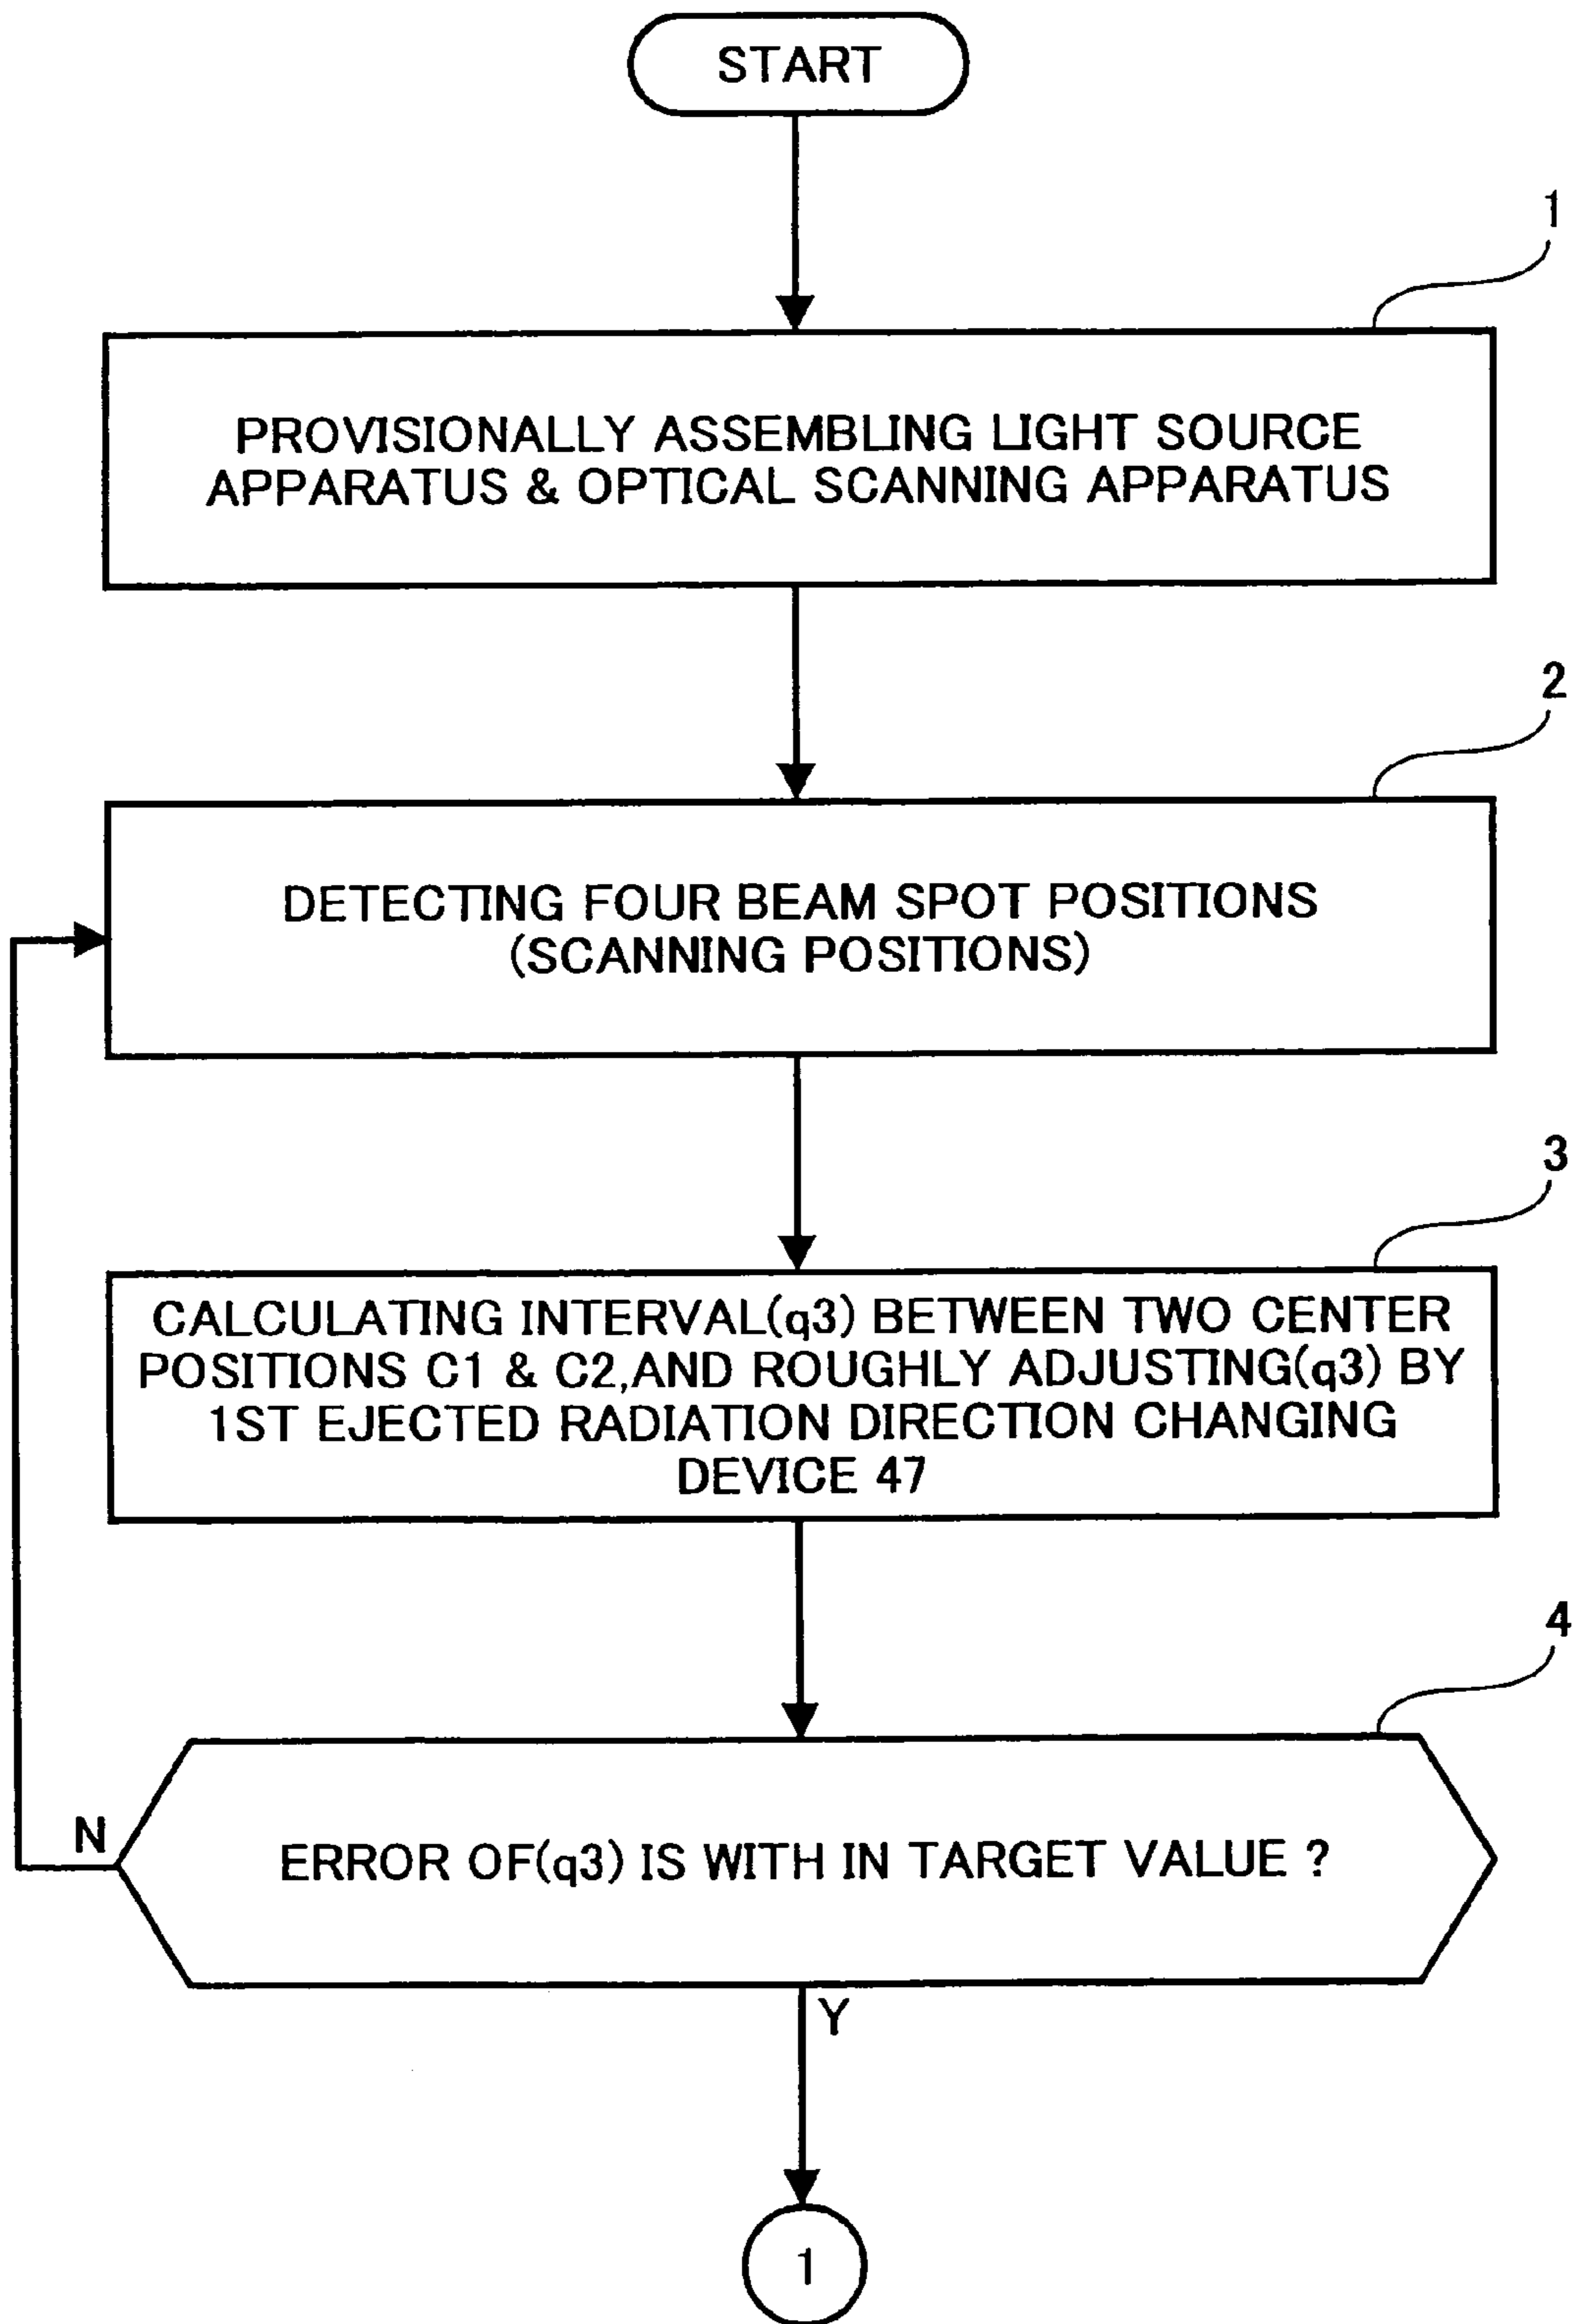 START
1
PROVISIONALLY ASSEMBLING LIGHT SOURCE
APPARATUS & OPTICAL SCANNING APPARATUS
2
DETECTING FOUR BEAM SPOT POSITIONS
(SCANNING POSITIONS)
3
CALCULATING INTERVAL(q3) BETWEEN TWO CENTER
POSITIONS C1 & C2,AND ROUGHLY ADJUSTING(q3) BY
1ST EJECTED RADIATION DIRECTION CHANGING
DEVICE 47
4
N
ERROR OF(q3) IS WITH IN TARGET VALUE ?
Y
1